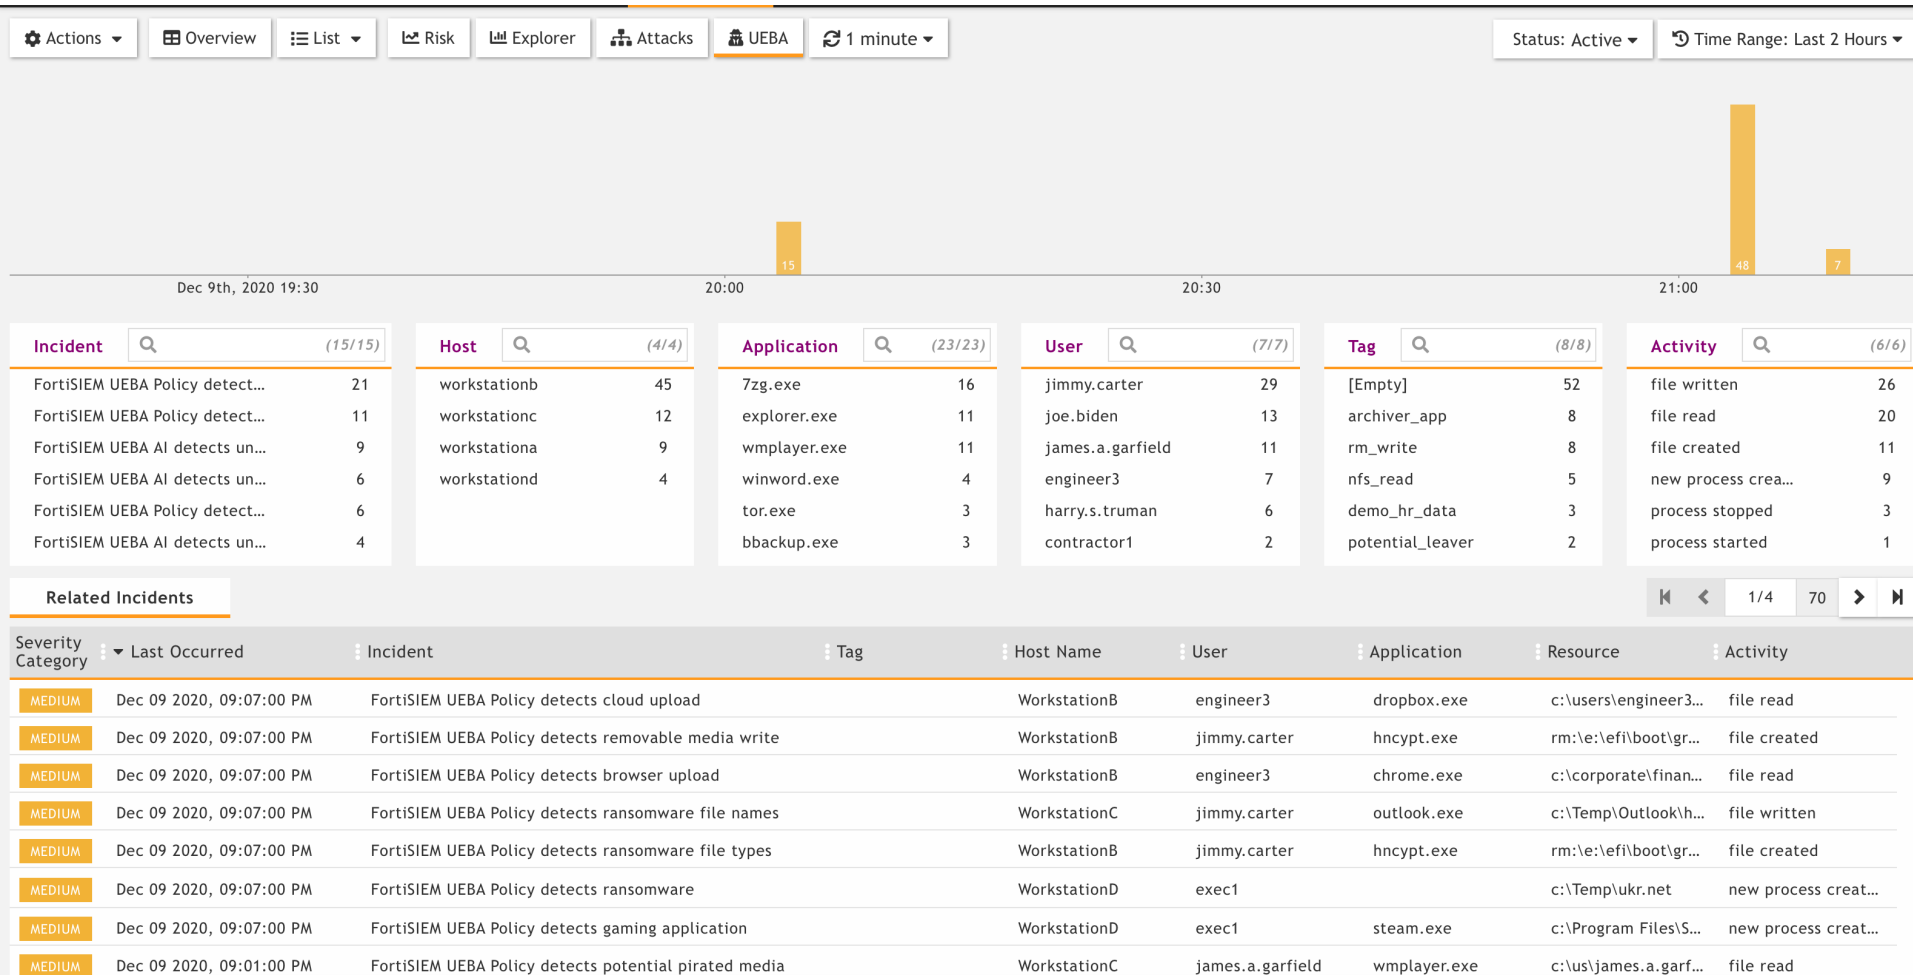 Actions Overview List Risk Explorer Attacks UEBA 1 minute Status: Active Time Range: Last 2 Hours
15 48 7
Dec 9th, 2020 19:30 20:00 20:30 21:00
Incident (15/15)
FortiSIEM UEBA Policy detect... 21
FortiSIEM UEBA Policy detect... 11
FortiSIEM UEBA AI detects un... 9
FortiSIEM UEBA AI detects un... 6
FortiSIEM UEBA Policy detect... 6
FortiSIEM UEBA AI detects un... 4
Host (4/4)
workstationb 45
workstationc 12
workstationa 9
workstationd 4
Application (23/23)
7zg.exe 16
explorer.exe 11
wmplayer.exe 11
winword.exe 4
tor.exe 3
bbackup.exe 3
User (7/7)
jimmy.carter 29
joe.biden 13
james.a.garfield 11
engineer3 7
harry.s.truman 6
contractor1 2
Tag (8/8)
[Empty] 52
archiver_app 8
rm_write 8
nfs_read 5
demo_hr_data 3
potential_leaver 2
Activity (6/6)
file written 26
file read 20
file created 11
new process crea... 9
process stopped 3
process started 1
Related Incidents 1/4 70
Severity Category Last Occurred Incident Tag Host Name User Application Resource Activity
MEDIUM Dec 09 2020, 09:07:00 PM FortiSIEM UEBA Policy detects cloud upload WorkstationB engineer3 dropbox.exe c:\users\engineer3... file read
MEDIUM Dec 09 2020, 09:07:00 PM FortiSIEM UEBA Policy detects removable media write WorkstationB jimmy.carter hncypt.exe rm:\e:\efi\boot\gr... file created
MEDIUM Dec 09 2020, 09:07:00 PM FortiSIEM UEBA Policy detects browser upload WorkstationB engineer3 chrome.exe c:\corporate\finan... file read
MEDIUM Dec 09 2020, 09:07:00 PM FortiSIEM UEBA Policy detects ransomware file names WorkstationC jimmy.carter outlook.exe c:\Temp\Outlook\h... file written
MEDIUM Dec 09 2020, 09:07:00 PM FortiSIEM UEBA Policy detects ransomware file types WorkstationB jimmy.carter hncypt.exe rm:\e:\efi\boot\gr... file created
MEDIUM Dec 09 2020, 09:07:00 PM FortiSIEM UEBA Policy detects ransomware WorkstationD exec1 c:\Temp\ukr.net new process creat...
MEDIUM Dec 09 2020, 09:07:00 PM FortiSIEM UEBA Policy detects gaming application WorkstationD exec1 steam.exe c:\Program Files\S... new process creat...
MEDIUM Dec 09 2020, 09:01:00 PM FortiSIEM UEBA Policy detects potential pirated media WorkstationC james.a.garfield wmplayer.exe c:\us\james.a.garf... file read